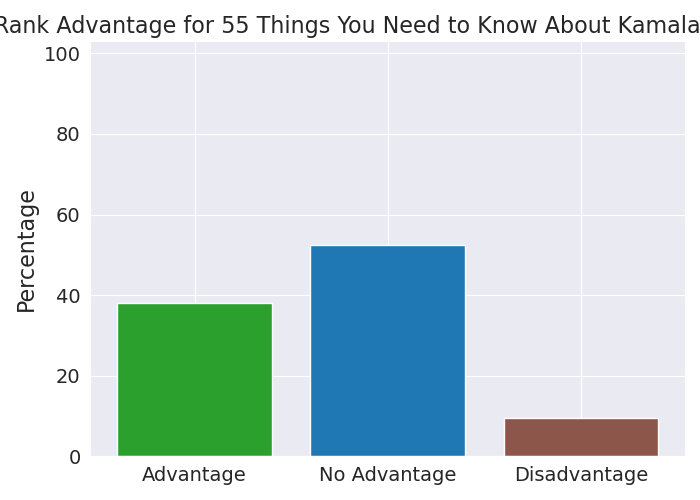 Rank Advantage for 55 Things You Need to Know About Kamala
100
80
60
40
20
0
Percentage
Advantage
No Advantage
Disadvantage